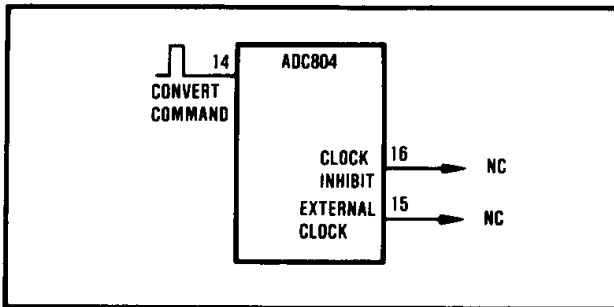 14
ADC804
CONVERT
COMMAND
CLOCK
INHIBIT
16
NC
EXTERNAL
CLOCK
15
NC